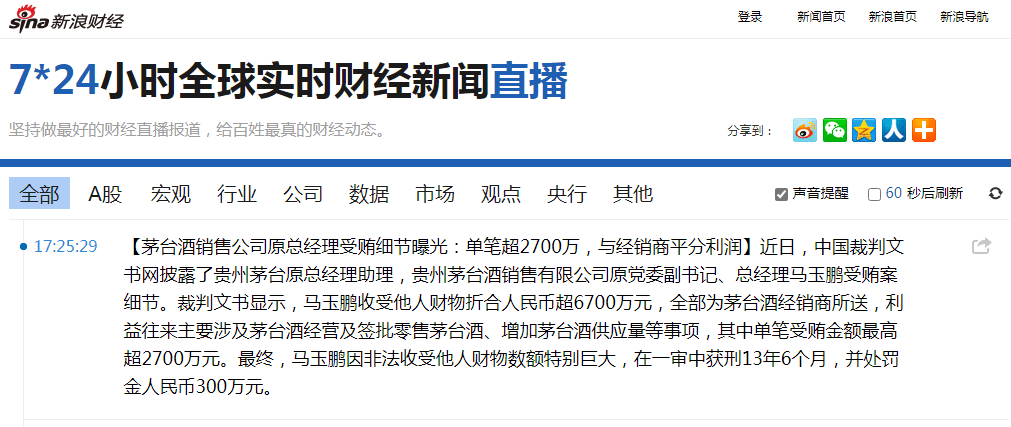 sina 新浪财经
登录 新闻首页 新浪首页 新浪导航
7*24小时全球实时财经新闻直播
坚持做最好的财经直播报道，给百姓最真的财经动态。
分享到：
全部 A股 宏观 行业 公司 数据 市场 观点 央行 其他
声音提醒 60 秒后刷新
17:25:29
【茅台酒销售公司原总经理受贿细节曝光：单笔超2700万，与经销商平分利润】近日，中国裁判文
书网披露了贵州茅台原总经理助理，贵州茅台酒销售有限公司原党委副书记、总经理马玉鹏受贿案
细节。裁判文书显示，马玉鹏收受他人财物折合人民币超6700万元，全部为茅台酒经销商所送，利
益往来主要涉及茅台酒经营及签批零售茅台酒、增加茅台酒供应量等事项，其中单笔受贿金额最高
超2700万元。最终，马玉鹏因非法收受他人财物数额特别巨大，在一审中获刑13年6个月，并处罚
金人民币300万元。